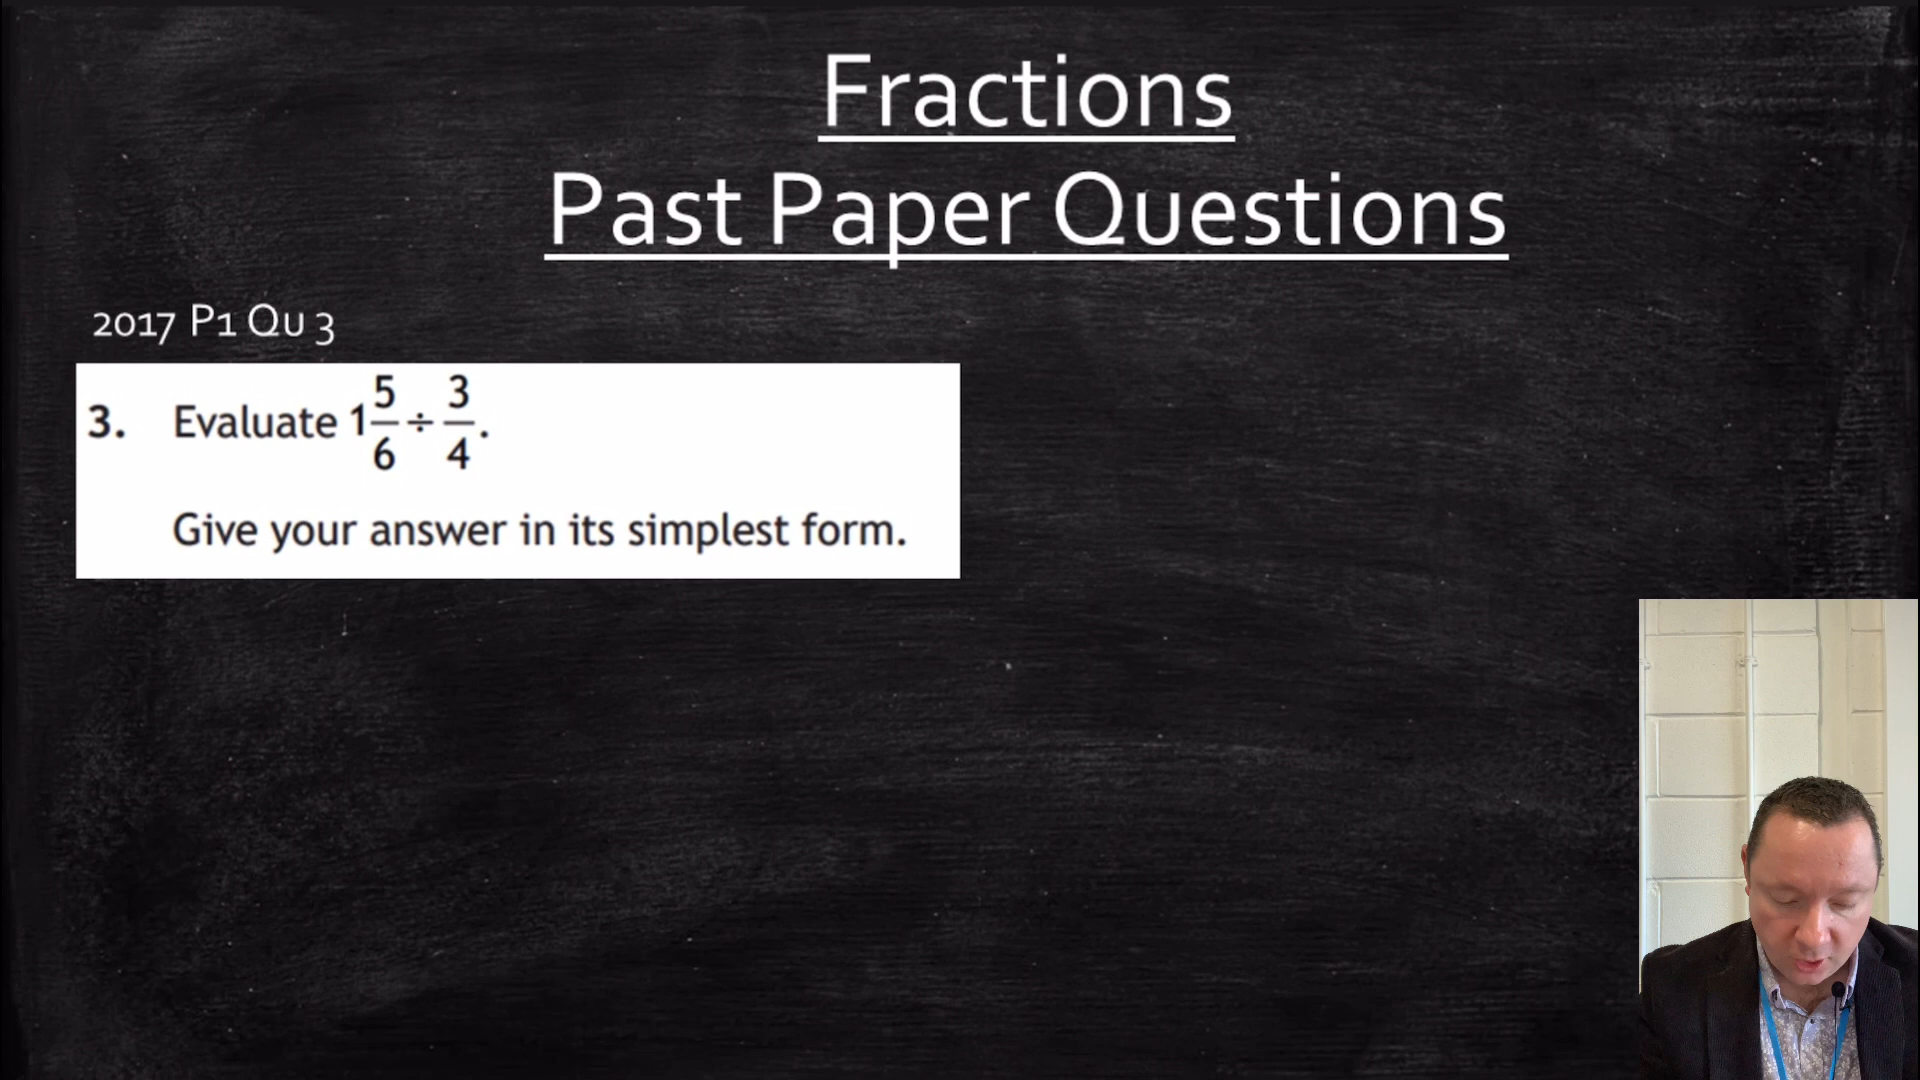 Fractions
Past Paper Questions
2017 P1 Qu 3
3. Evaluate 1 5/6 ÷ 3/4.
Give your answer in its simplest form.